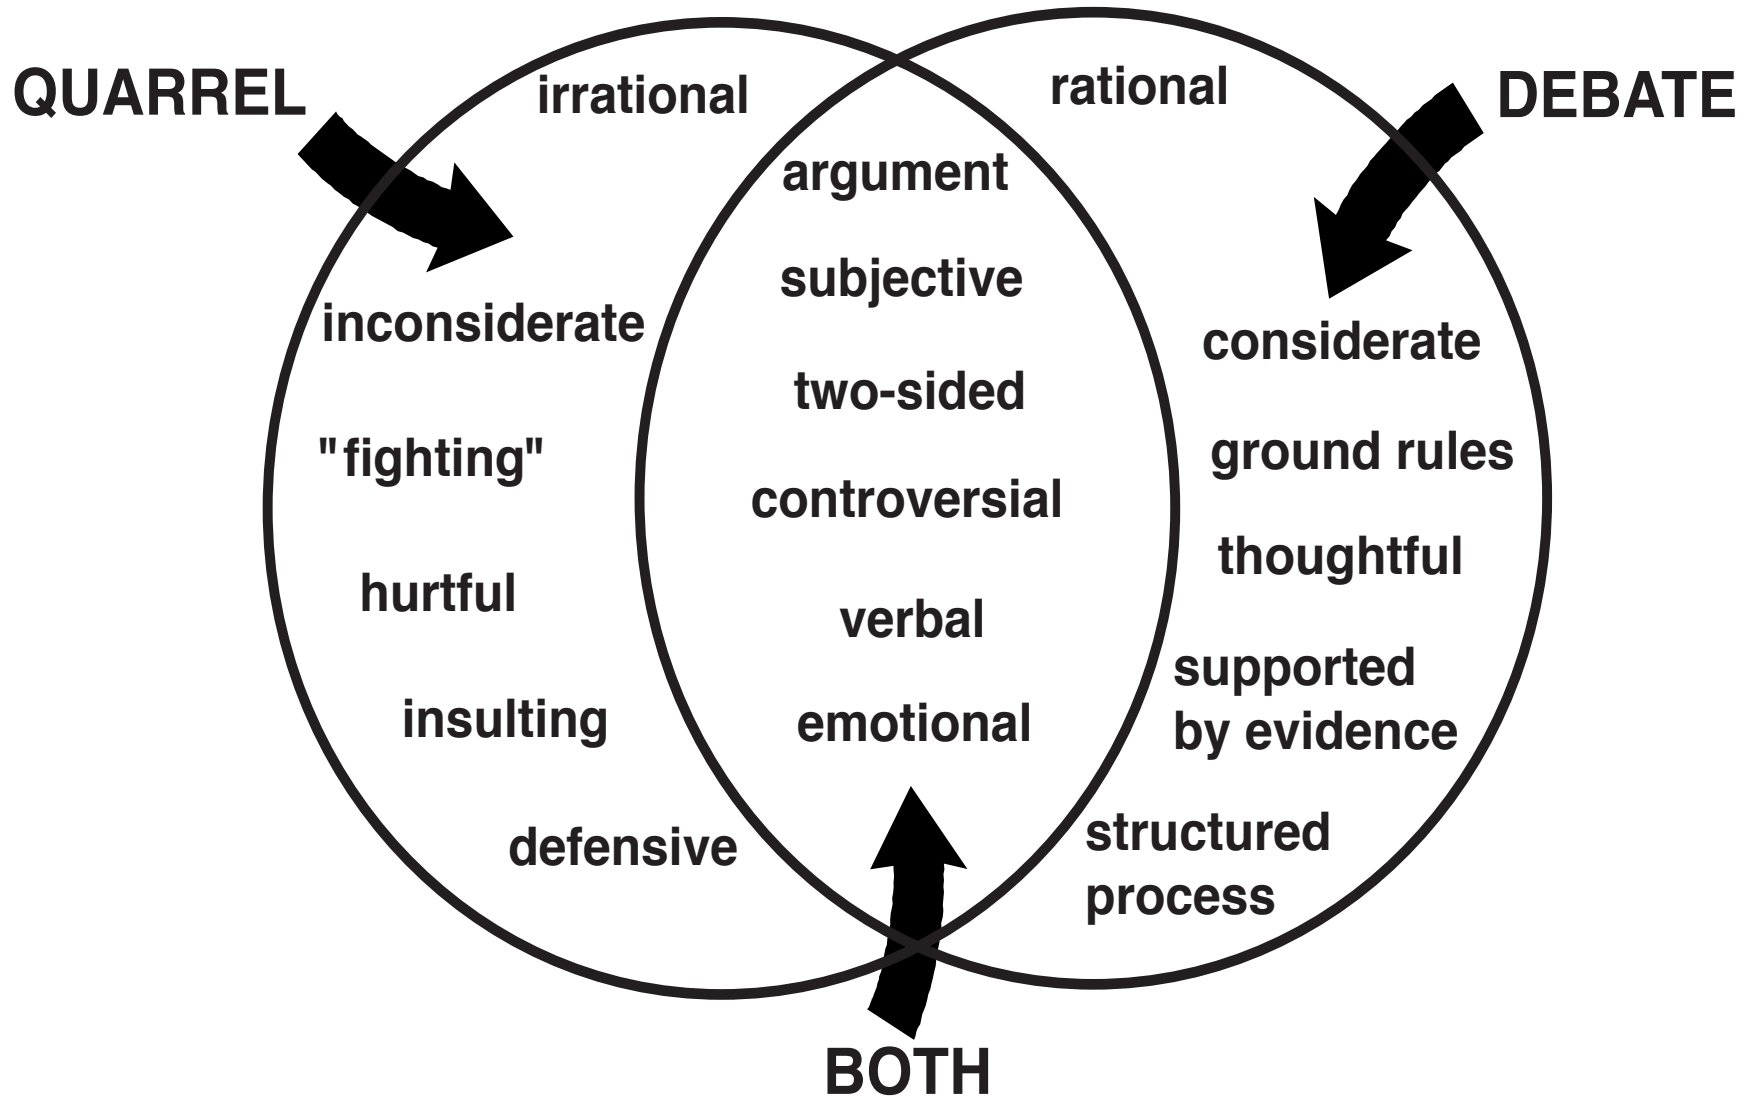 QUARREL
DEBATE
BOTH
irrational
inconsiderate
"fighting"
hurtful
insulting
defensive
argument
subjective
two-sided
controversial
verbal
emotional
rational
considerate
ground rules
thoughtful
supported
by evidence
structured
process